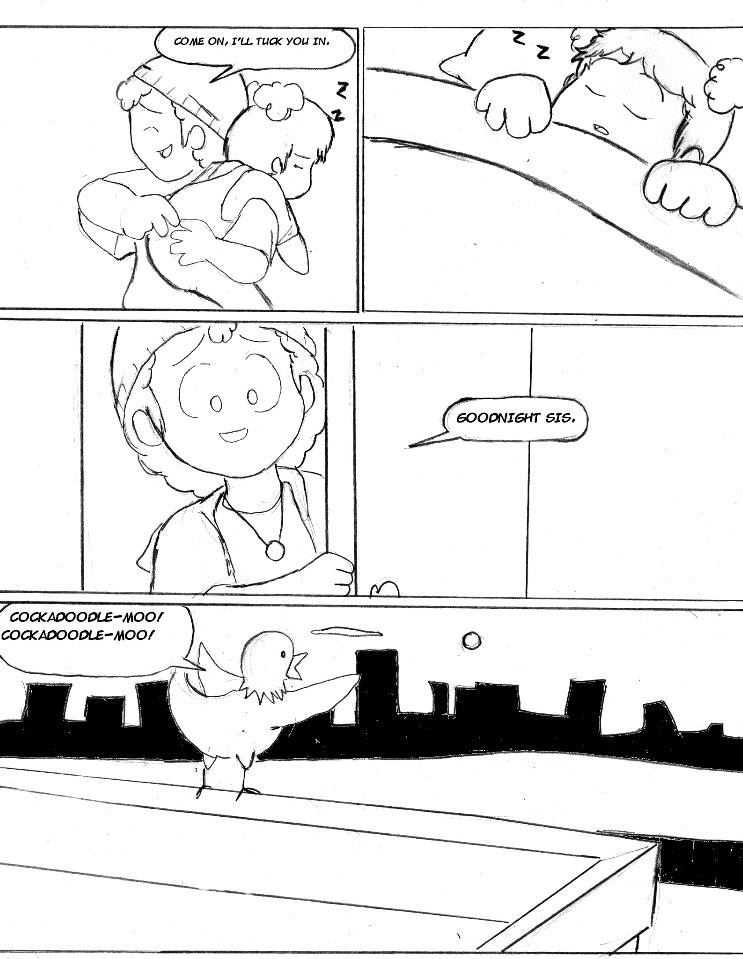 COME ON, I'LL TUCK YOU IN.
Z
Z
Z
Z
GOODNIGHT SIS.
COCKADOODLE-MOO!
COCKADOODLE-MOO!